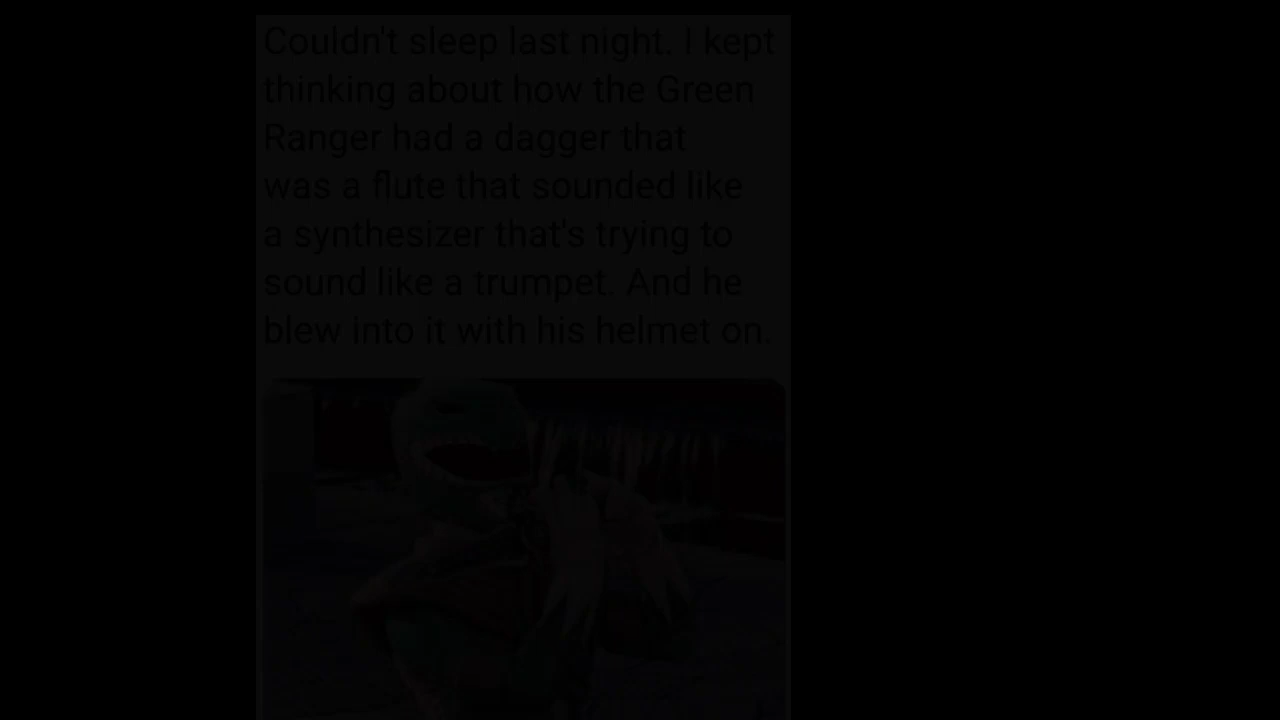 Couldn't sleep last night. I kept
thinking about how the Green
Ranger had a dagger that
was a flute that sounded like
a synthesizer that's trying to
sound like a trumpet. And he
blew into it with his helmet on.